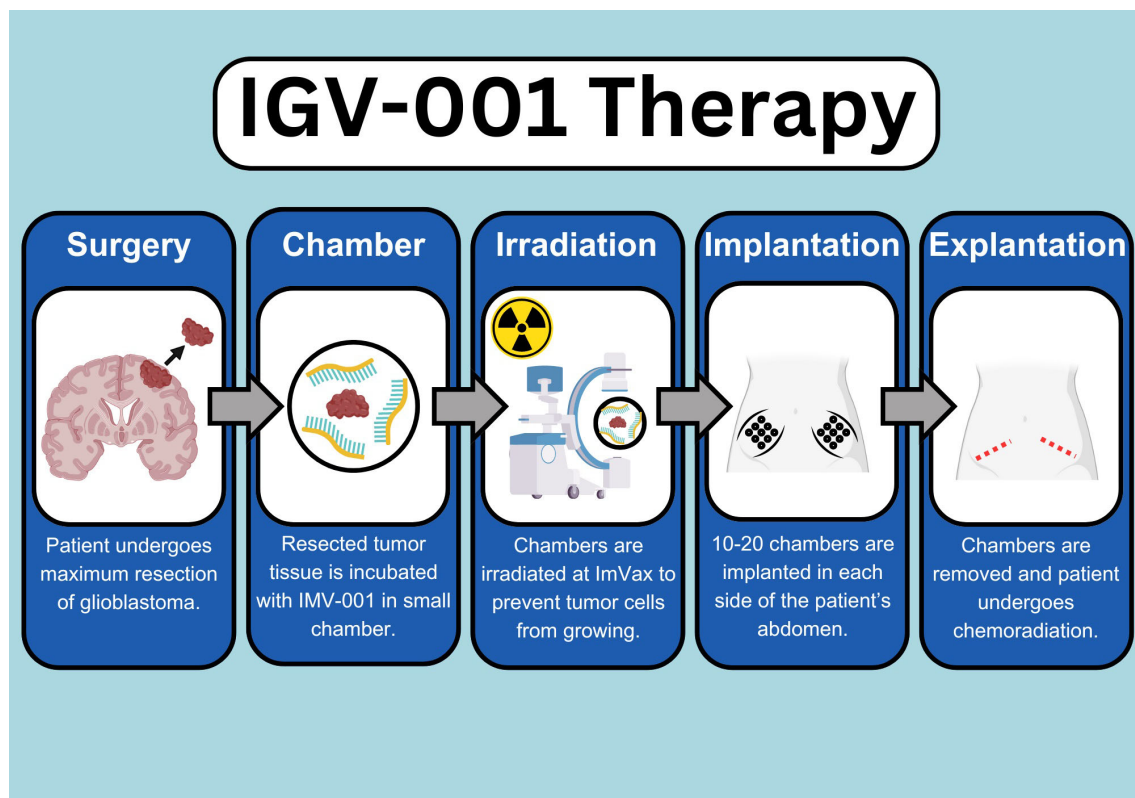 IGV-001 Therapy
Surgery
Patient undergoes
maximum resection
of glioblastoma.
Chamber
Resected tumor
tissue is incubated
with IMV-001 in small
chamber.
Irradiation
Chambers are
irradiated at ImVax to
prevent tumor cells
from growing.
Implantation
10-20 chambers are
implanted in each
side of the patient’s
abdomen.
Explantation
Chambers are
removed and patient
undergoes
chemoradiation.